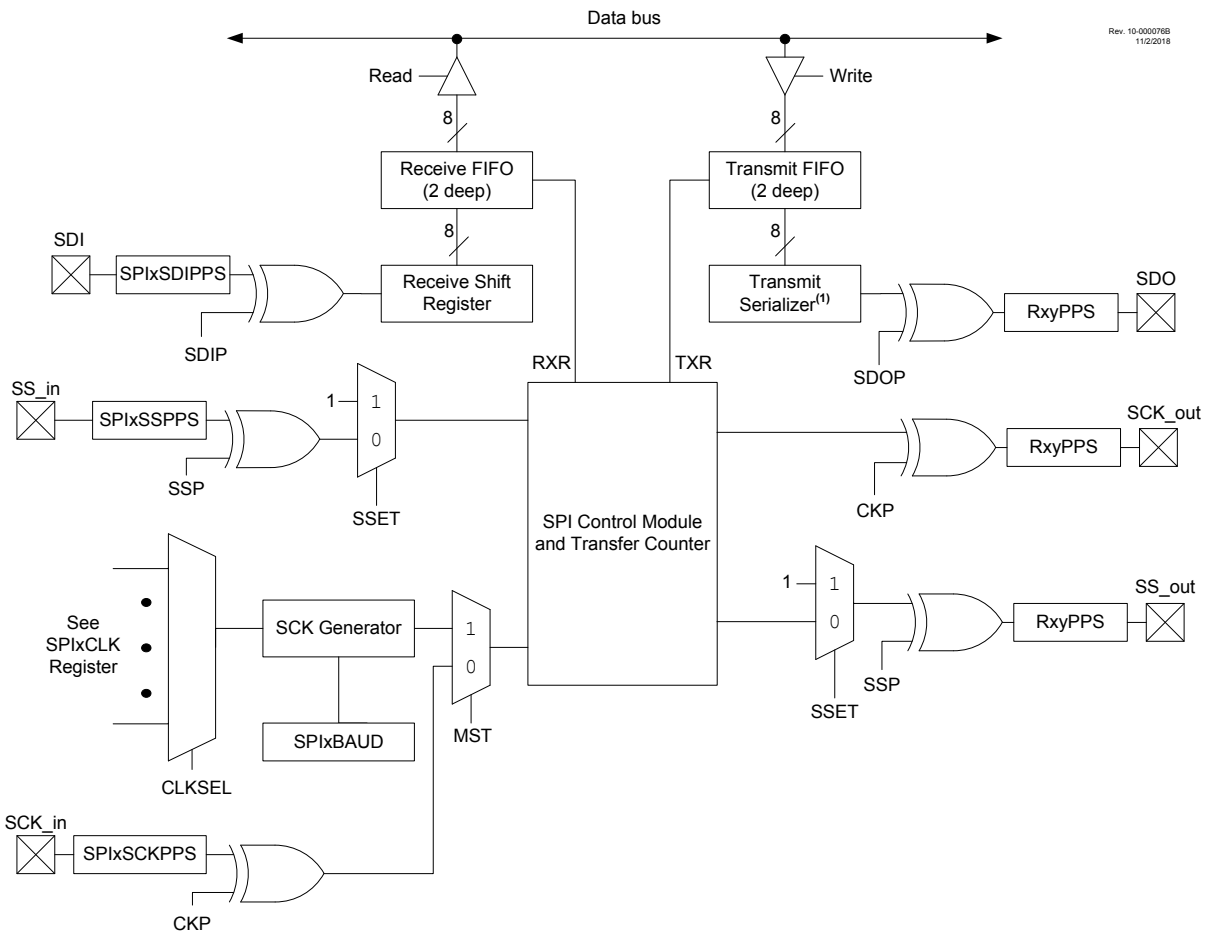 Data bus
Rev. 10-000076B
11/2/2018
Read
Write
8
8
Receive FIFO
(2 deep)
Transmit FIFO
(2 deep)
8
8
SDI
SPIxSDIPPS
SDIP
Receive Shift
Register
Transmit
Serializer(1)
SDOP
RxyPPS
SDO
RXR
TXR
SS_in
SPIxSSPPS
SSP
1
1
0
SSET
SPI Control Module
and Transfer Counter
CKP
RxyPPS
SCK_out
See
SPIxCLK
Register
CLKSEL
SCK Generator
SPIxBAUD
1
0
MST
1
1
0
SSET
SSP
RxyPPS
SS_out
SCK_in
SPIxSCKPPS
CKP